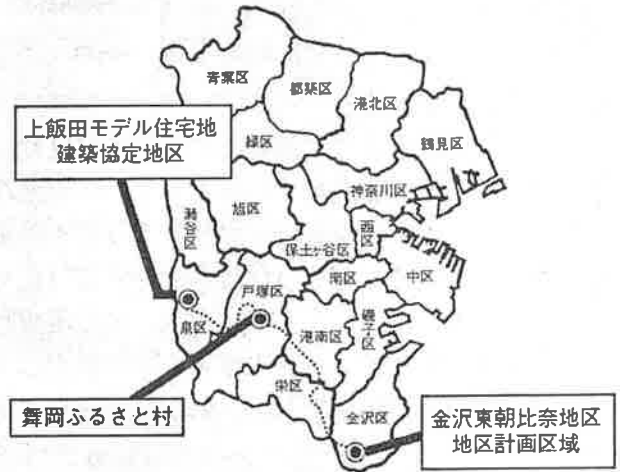 青葉区
都築区
港北区
上飯田モデル住宅地
建築協定地区
緑区
鶴見区
神奈川区
旭区
瀬谷区
西区
保土ヶ谷区
中区
南区
戸塚区
泉区
港南区
磯子区
栄区
舞岡ふるさと村
金沢区
金沢東朝比奈地区
地区計画区域